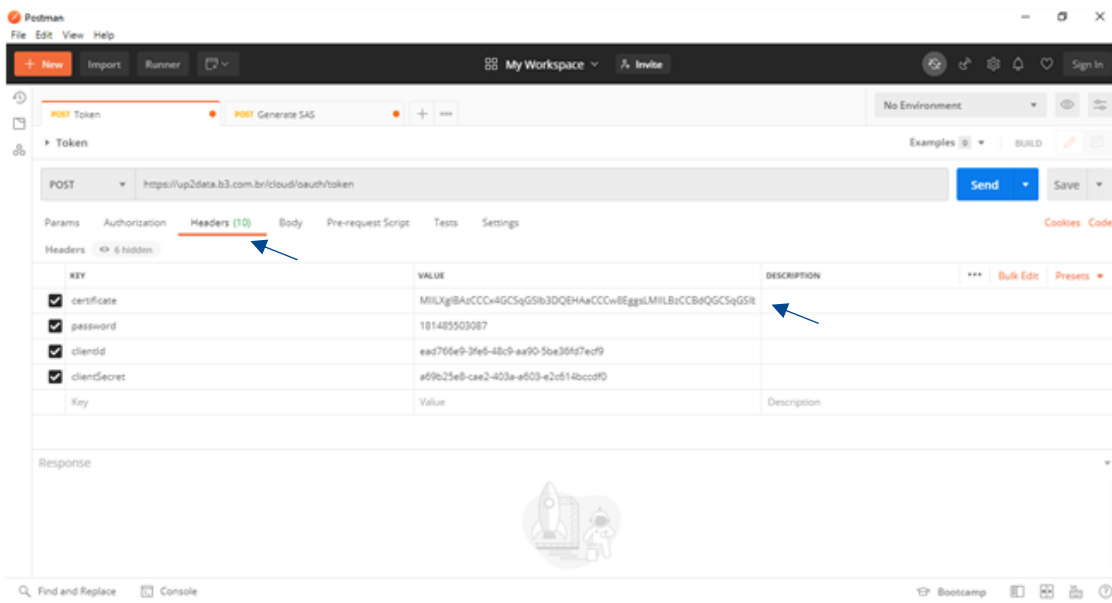 Postman
File Edit View Help
+ New Import Runner My Workspace Invite Sign In
POST Token POST Generate SAS + ••• No Environment
Token Examples 0 BUILD
POST https://up2data.b3.com.br/cloud/oauth/token Send Save
Params Authorization Headers (10) Body Pre-request Script Tests Settings Cookies Code
Headers 6 hidden
KEY VALUE DESCRIPTION ••• Bulk Edit Presets
certificate
password 181485503087
clientId ead766e9-3fe6-48c9-aa90-5be36fd7ecf9
clientSecret a69b25e8-cae2-403a-a603-e2c614bccdf0
Key Value Description
Response
Find and Replace Console Bootcamp